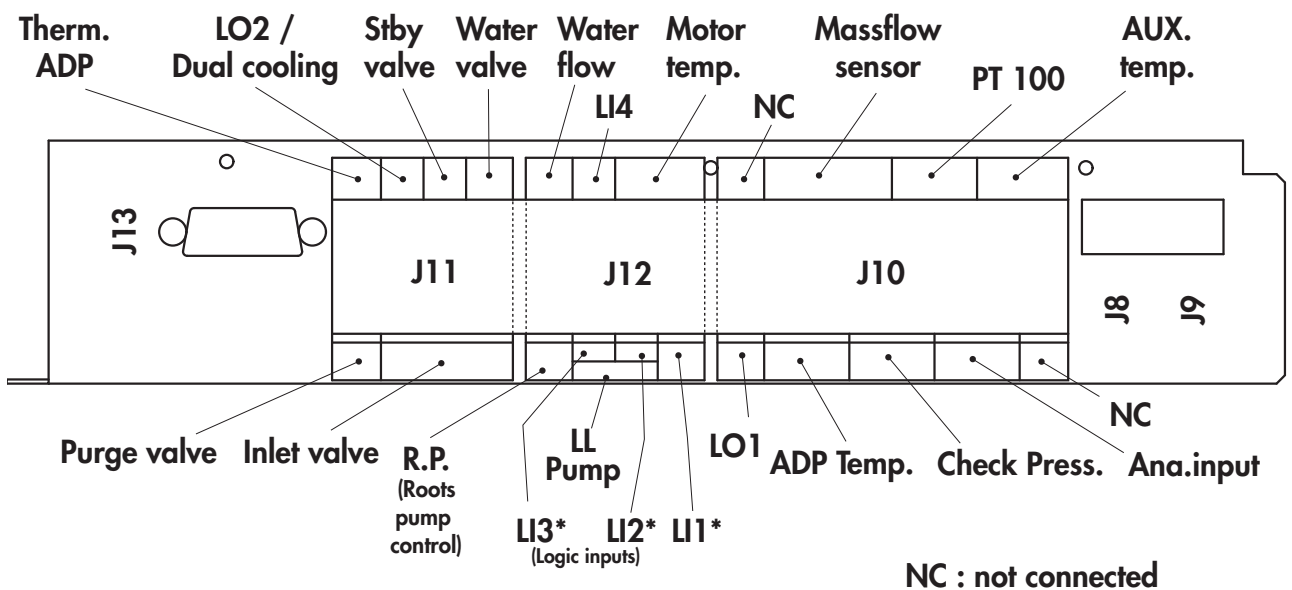 Therm.
ADP
LO2 /
Dual cooling
Stby
valve
Water
valve
Water
flow
LI4
Motor
temp.
NC
Massflow
sensor
PT 100
AUX.
temp.
J13
J11
J12
J10
J8
J9
Purge valve
Inlet valve
R.P.
(Roots
pump
control)
LI3*
LL
Pump
LI2*
(Logic inputs)
LI1*
LO1
ADP Temp.
Check Press.
Ana.input
NC
NC : not connected